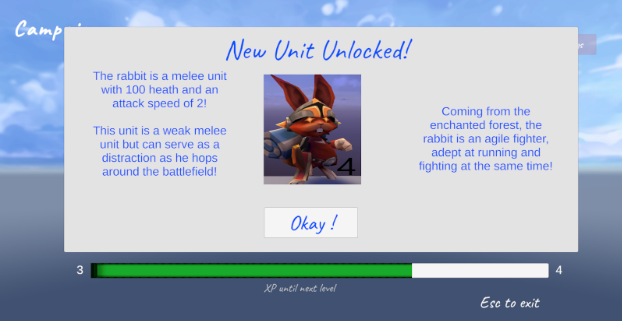 New Unit Unlocked!
The rabbit is a melee unit
with 100 heath and an
attack speed of 2!
This unit is a weak melee
unit but can serve as a
distraction as he hops
around the battlefield!
4
Coming from the
enchanted forest, the
rabbit is an agile fighter,
adept at running and
fighting at the same time!
Okay !
3
4
XP until next level
Esc to exit